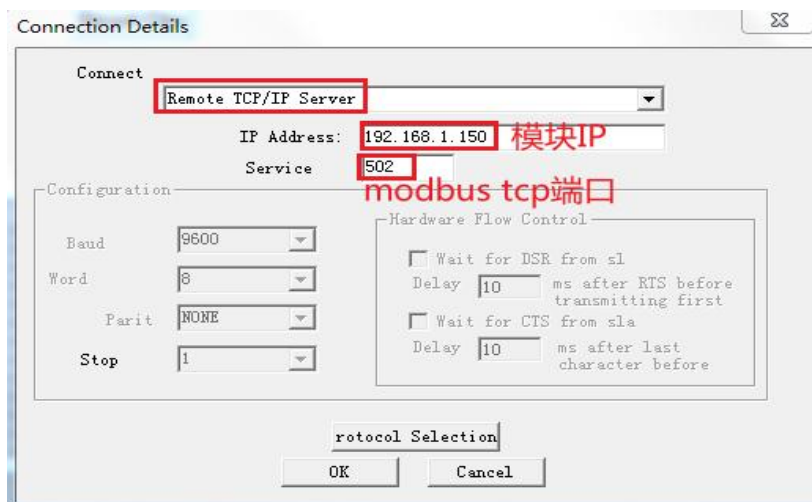 Connection Details
Connect
Remote TCP/IP Server
IP Address: 192.168.1.150 模块IP
Service 502
modbus tcp端口
Configuration
Hardware Flow Control
Baud 9600
Wait for DSR from sl
Word 8
Delay 10 ms after RTS before
transmitting first
Parit NONE
Wait for CTS from sla
Stop 1
Delay 10 ms after last
character before
rotocol Selection
OK Cancel